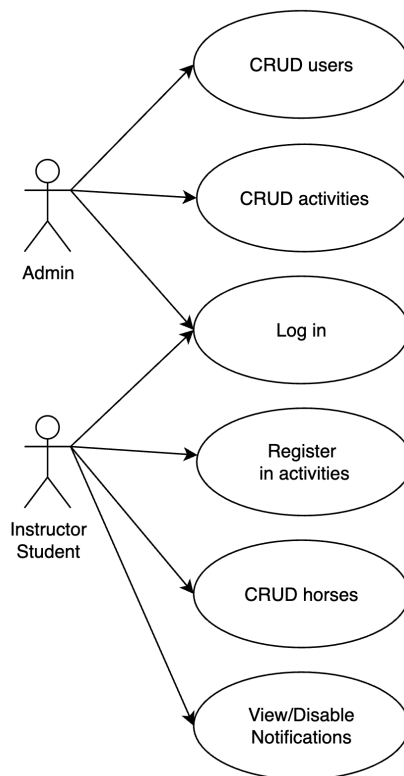 CRUD users
CRUD activities
Admin
Log in
Register
in activities
Instructor
Student
CRUD horses
View/Disable
Notifications